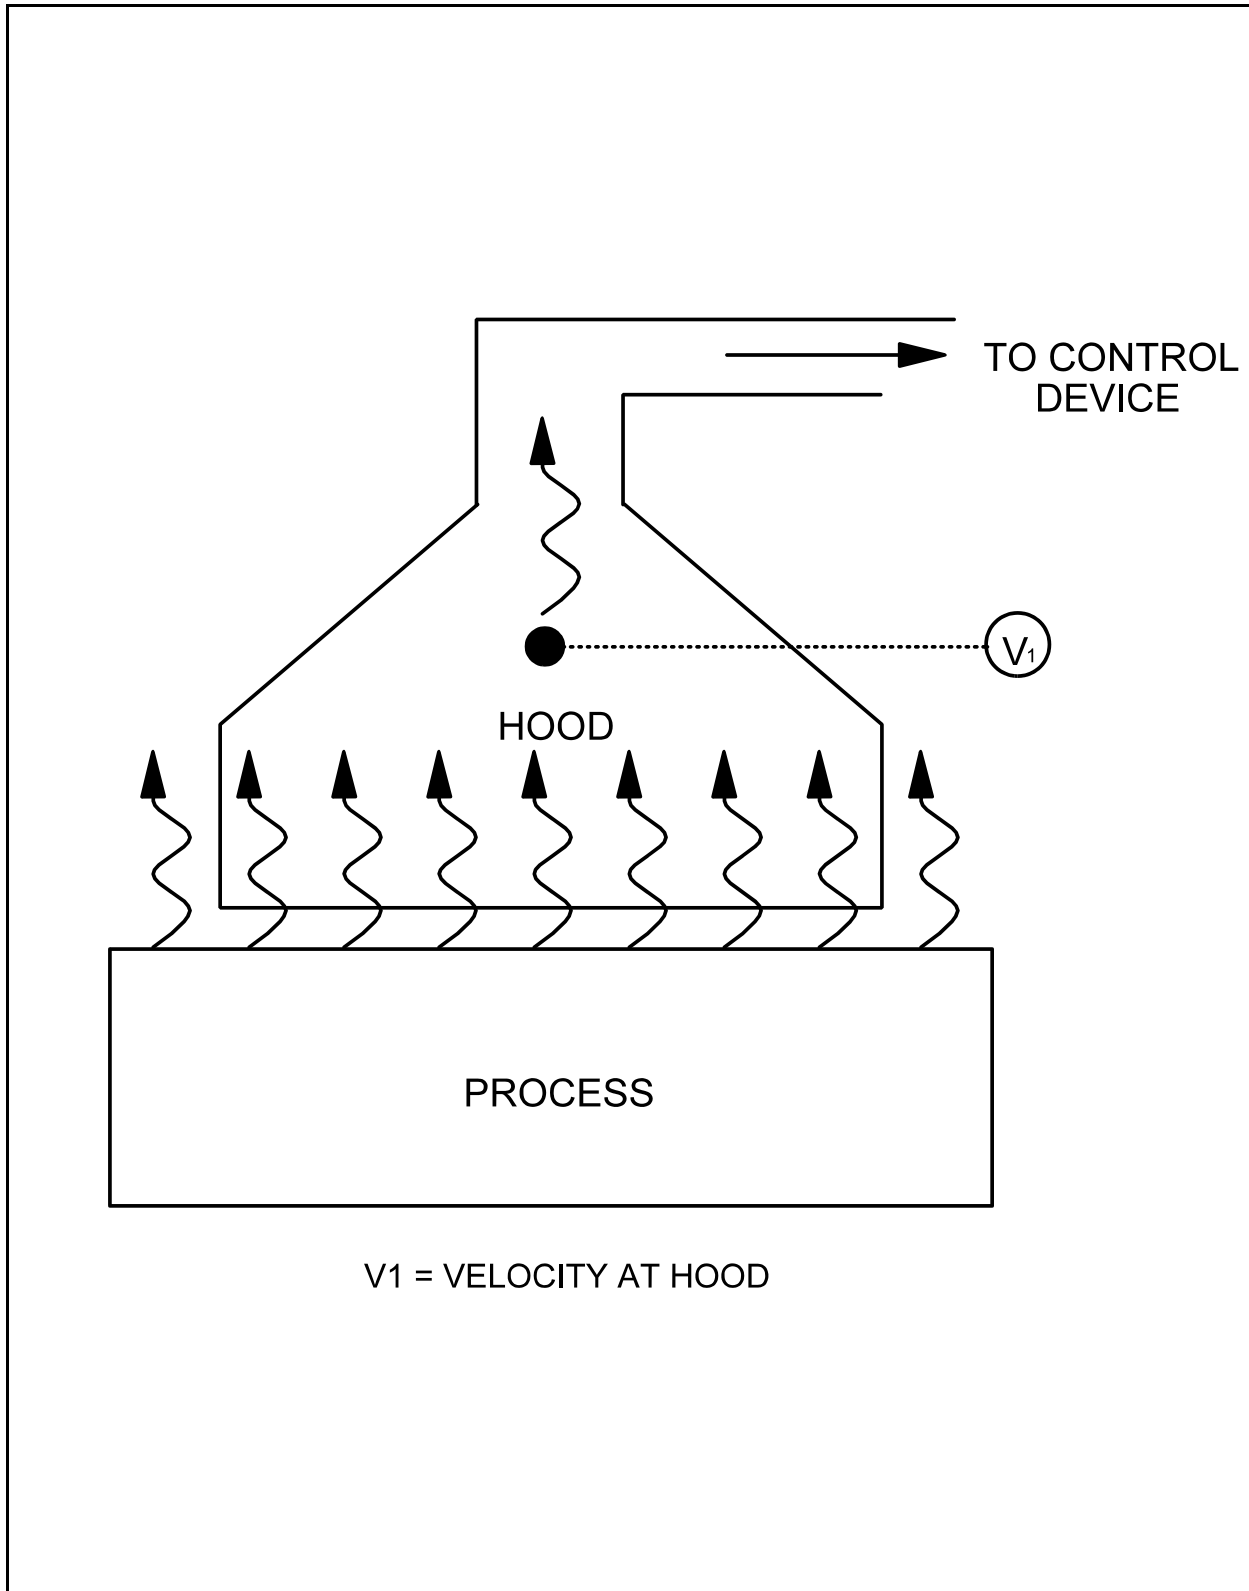 TO CONTROL
DEVICE
V₁
HOOD
PROCESS
V1 = VELOCITY AT HOOD